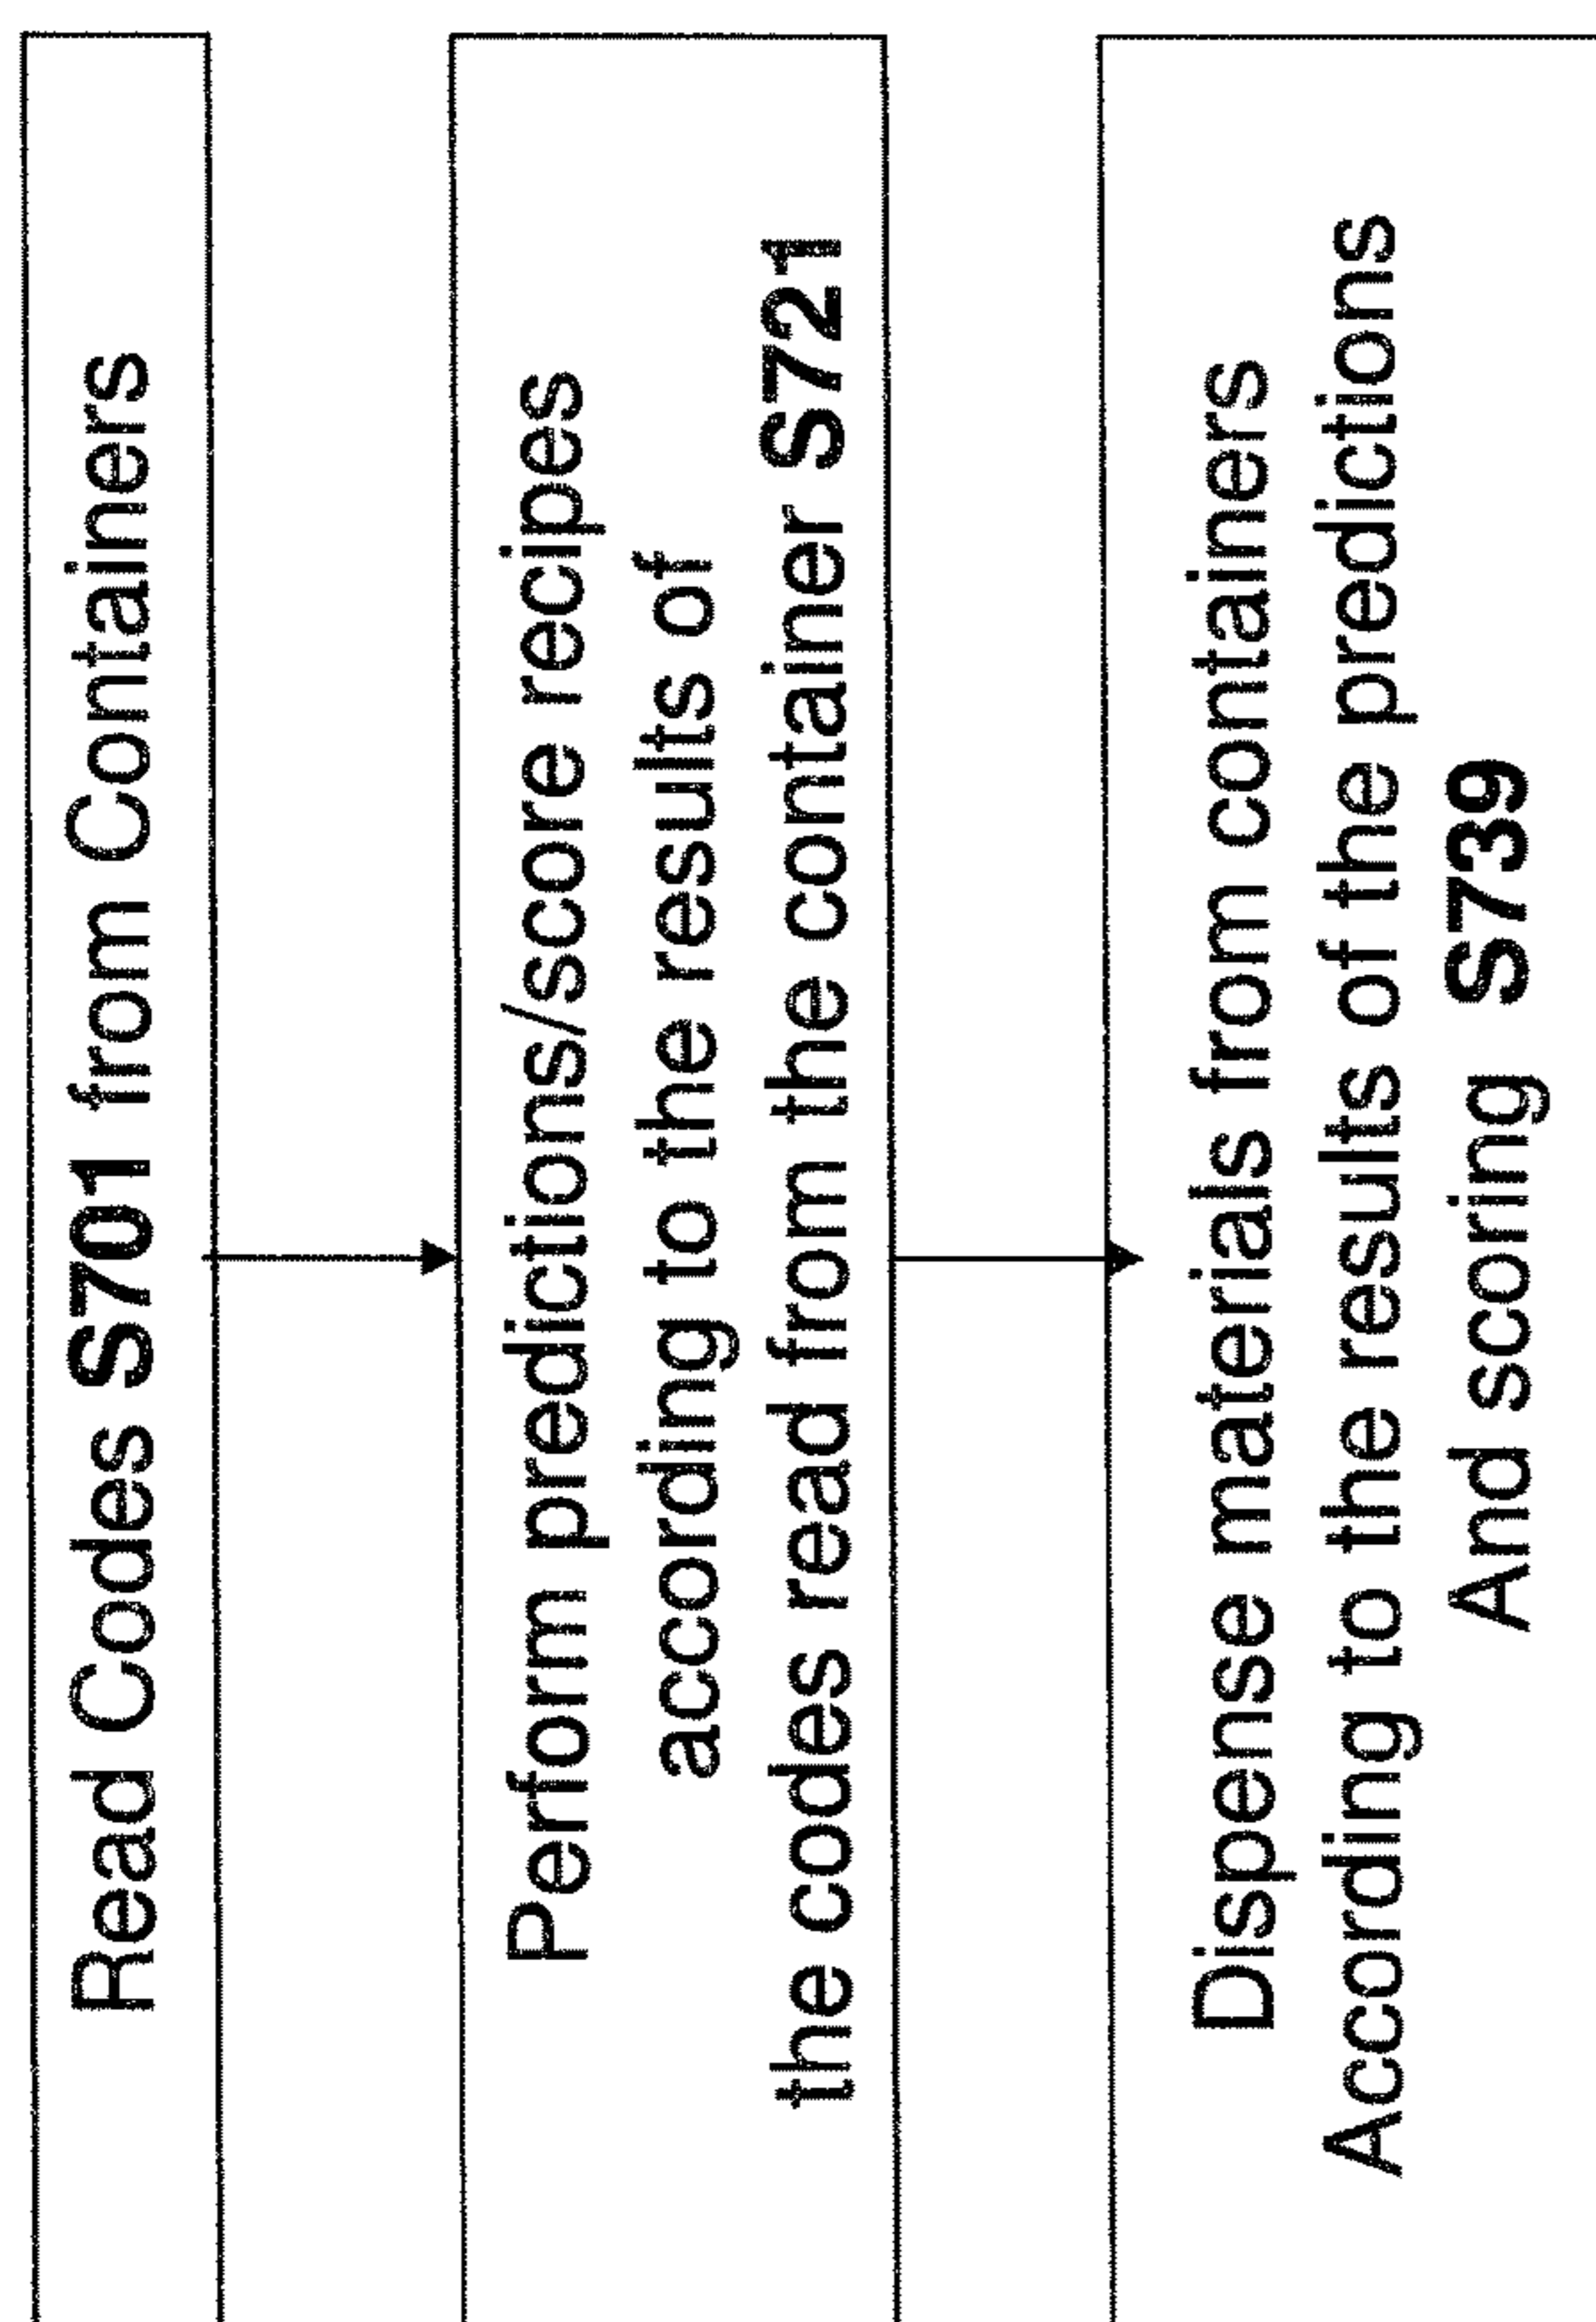 Read Codes S701 from Containers
Perform predictions/score recipes
according to the results of
the codes read from the container S721
Dispense materials from containers
According to the results of the predictions
And scoring S739